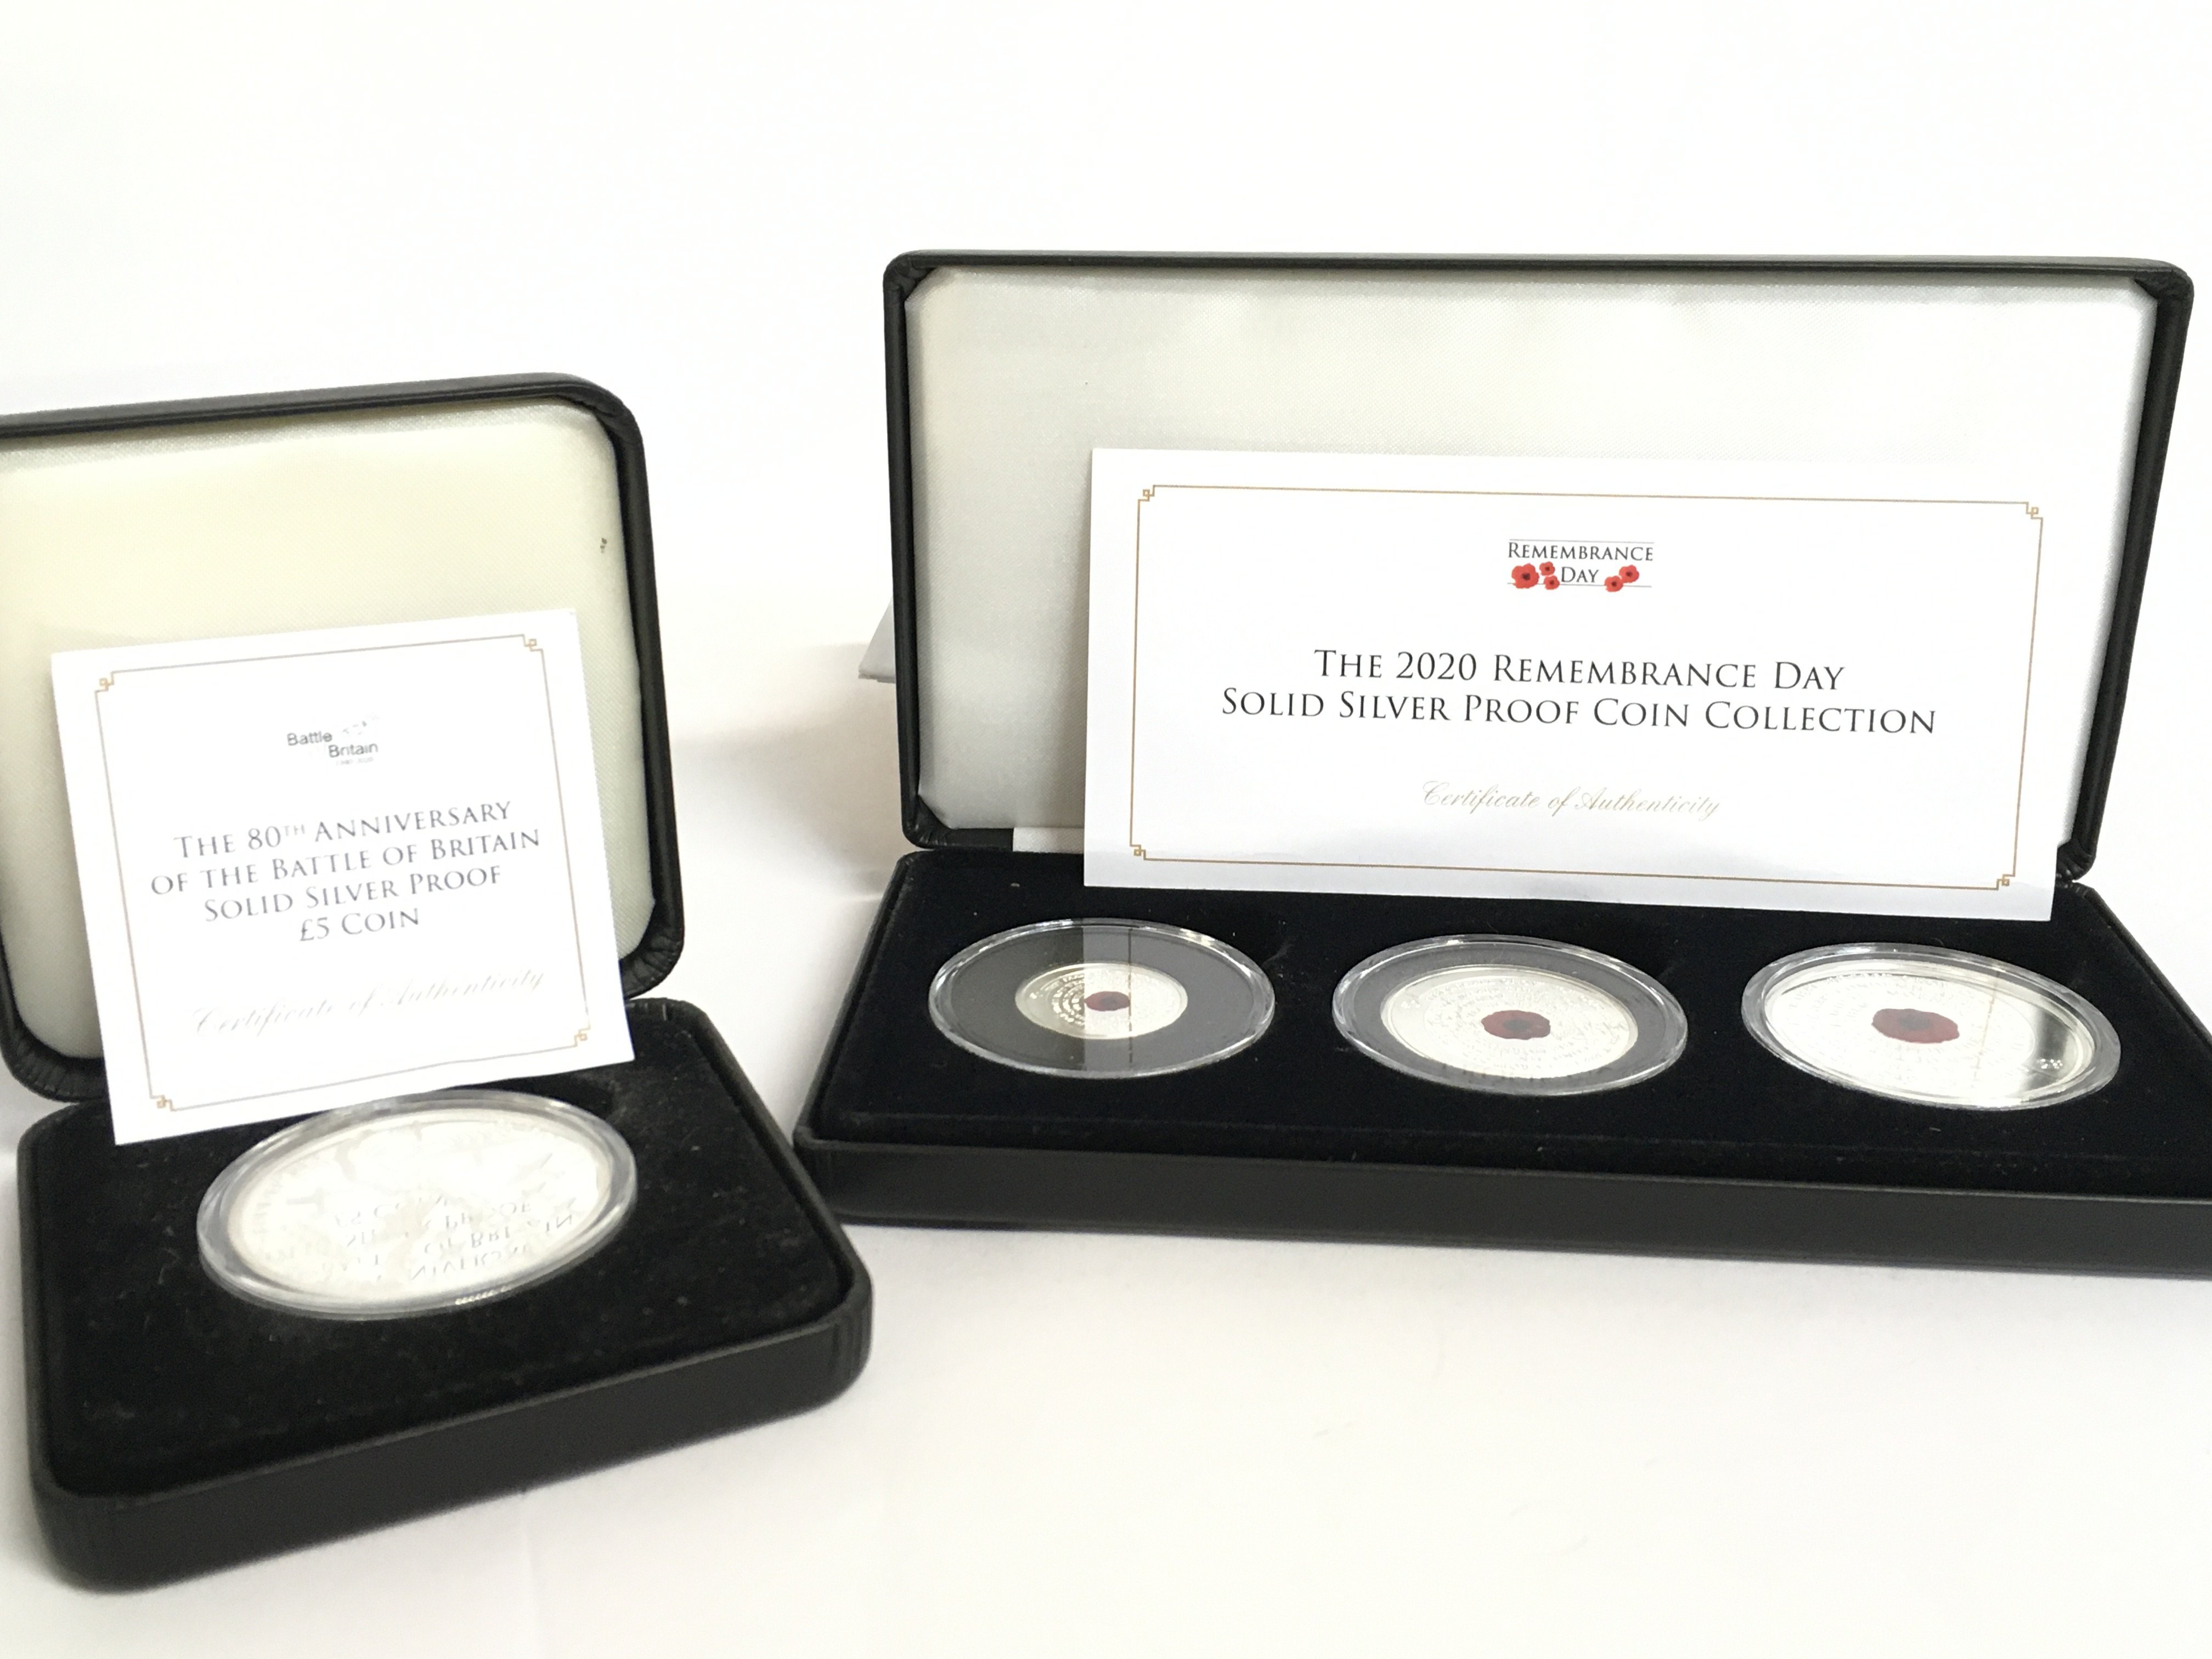 Battle
Britain
THE 80TH ANNIVERSARY
OF THE BATTLE OF BRITAIN
SOLID SILVER PROOF
£5 COIN
Certificate of Authenticity
REMEMBRANCE
DAY
THE 2020 REMEMBRANCE DAY
SOLID SILVER PROOF COIN COLLECTION
Certificate of Authenticity